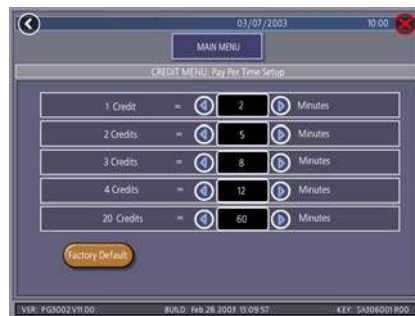 03/07/2003 10:00
MAIN MENU
CREDIT MENU: Pay Per Time Setup
1 Credit = 2 Minutes
2 Credits = 5 Minutes
3 Credits = 8 Minutes
4 Credits = 12 Minutes
20 Credits = 60 Minutes
Factory Default
VER: PG3002 V11.00 BUILD: Feb 28 2003 13:09:57 KEY: SA306001 R00